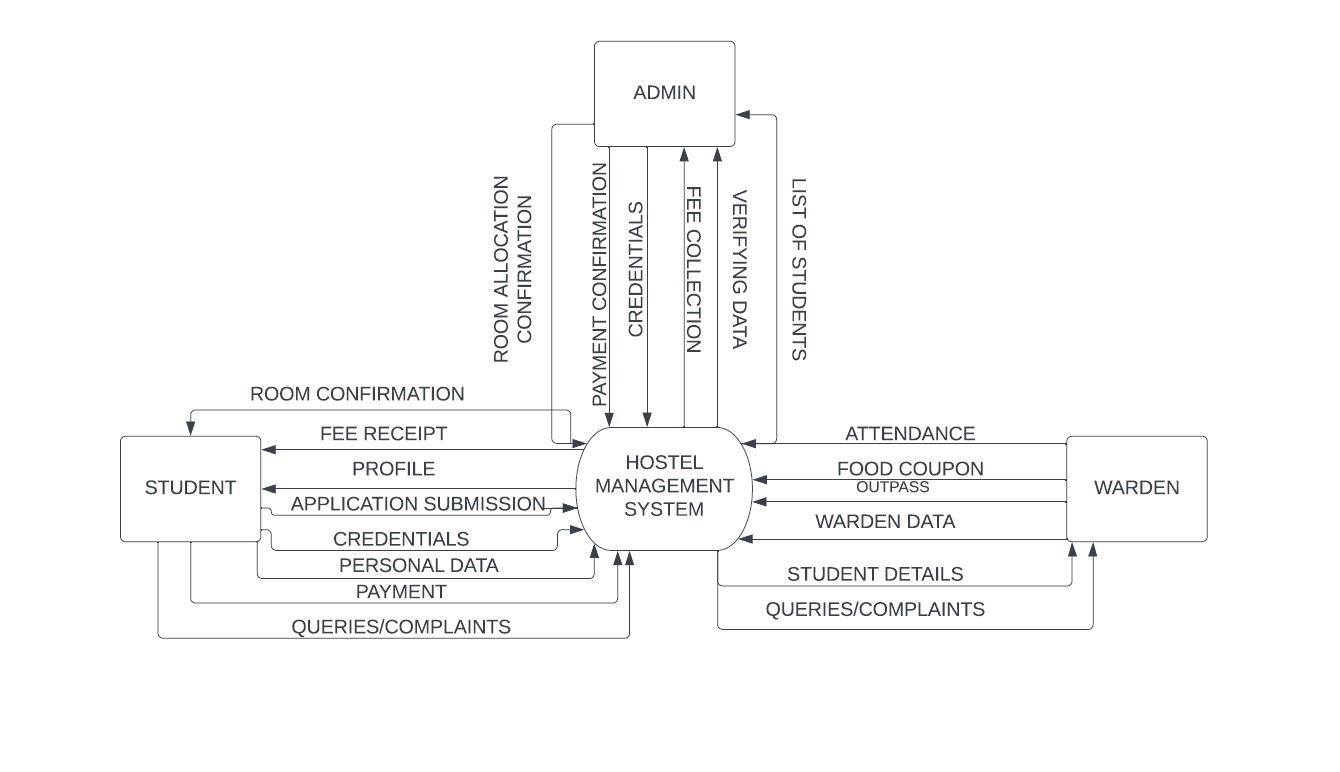 ADMIN
ROOM ALLOCATION
CONFIRMATION
PAYMENT CONFIRMATION
CREDENTIALS
FEE COLLECTION
VERIFYING DATA
LIST OF STUDENTS
ROOM CONFIRMATION
FEE RECEIPT
PROFILE
STUDENT
APPLICATION SUBMISSION
CREDENTIALS
PERSONAL DATA
PAYMENT
QUERIES/COMPLAINTS
HOSTEL
MANAGEMENT
SYSTEM
ATTENDANCE
FOOD COUPON
OUTPASS
WARDEN
WARDEN DATA
STUDENT DETAILS
QUERIES/COMPLAINTS